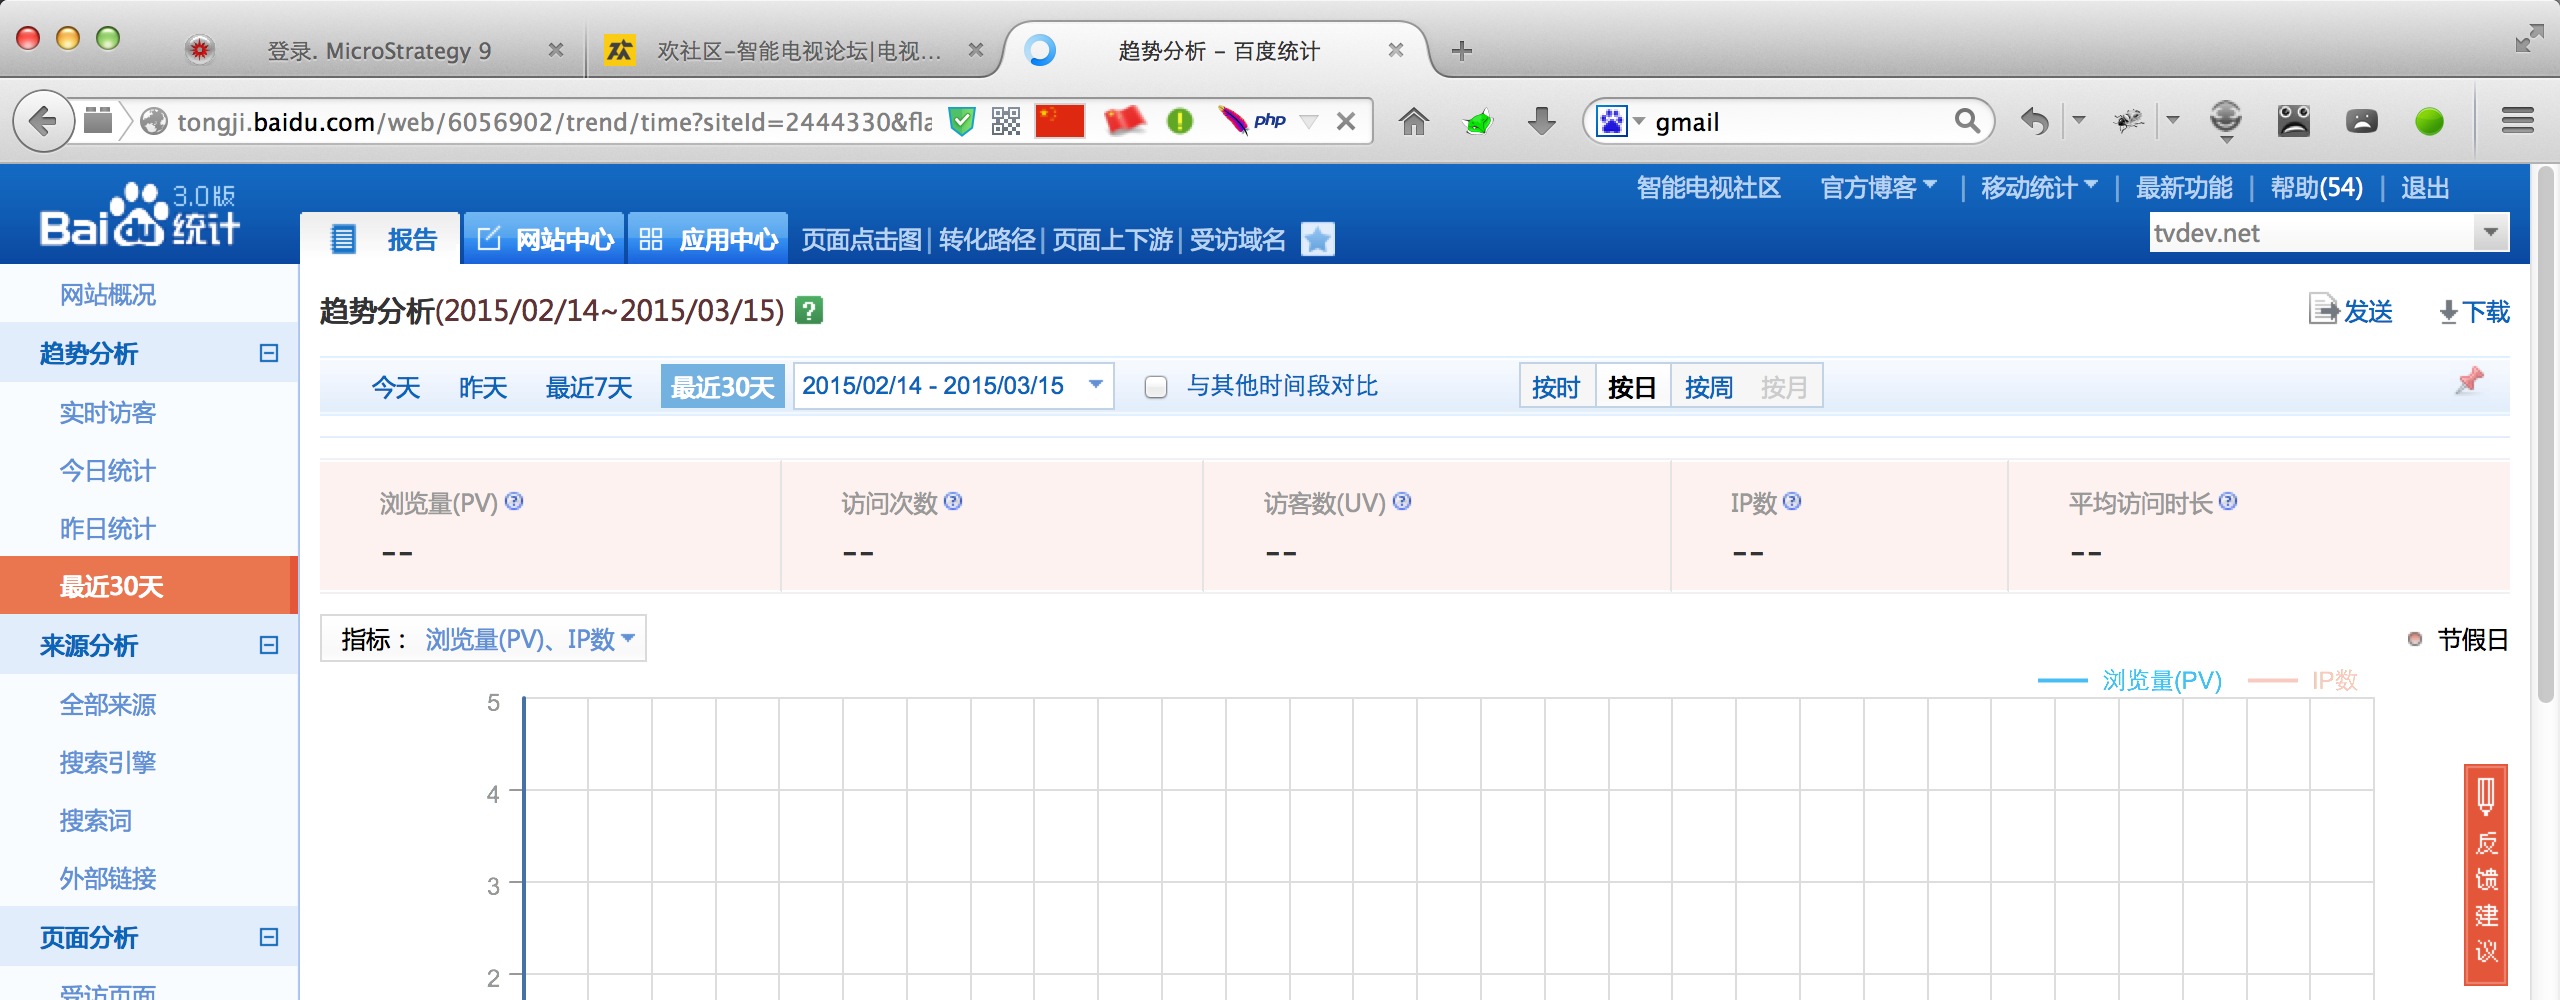 登录. MicroStrategy 9
欢社区-智能电视论坛|电视...
趋势分析 - 百度统计
tongji.baidu.com/web/6056902/trend/time?siteId=2444330&fla
php
gmail
Bai du 统计 3.0版
智能电视社区 官方博客 | 移动统计 | 最新功能 | 帮助(54) | 退出
报告 网站中心 应用中心 页面点击图 | 转化路径 | 页面上下游 | 受访域名
tvdev.net
网站概况
趋势分析
实时访客
今日统计
昨日统计
最近30天
来源分析
全部来源
搜索引擎
搜索词
外部链接
页面分析
受访页面
趋势分析(2015/02/14~2015/03/15) ?
发送 下载
今天 昨天 最近7天 最近30天 2015/02/14 - 2015/03/15 与其他时间段对比 按时 按日 按周 按月
浏览量(PV) ? 访问次数 ? 访客数(UV) ? IP数 ? 平均访问时长 ?
-- -- -- -- --
指标： 浏览量(PV)、IP数
节假日
浏览量(PV) IP数
5
4
3
2
反馈建议